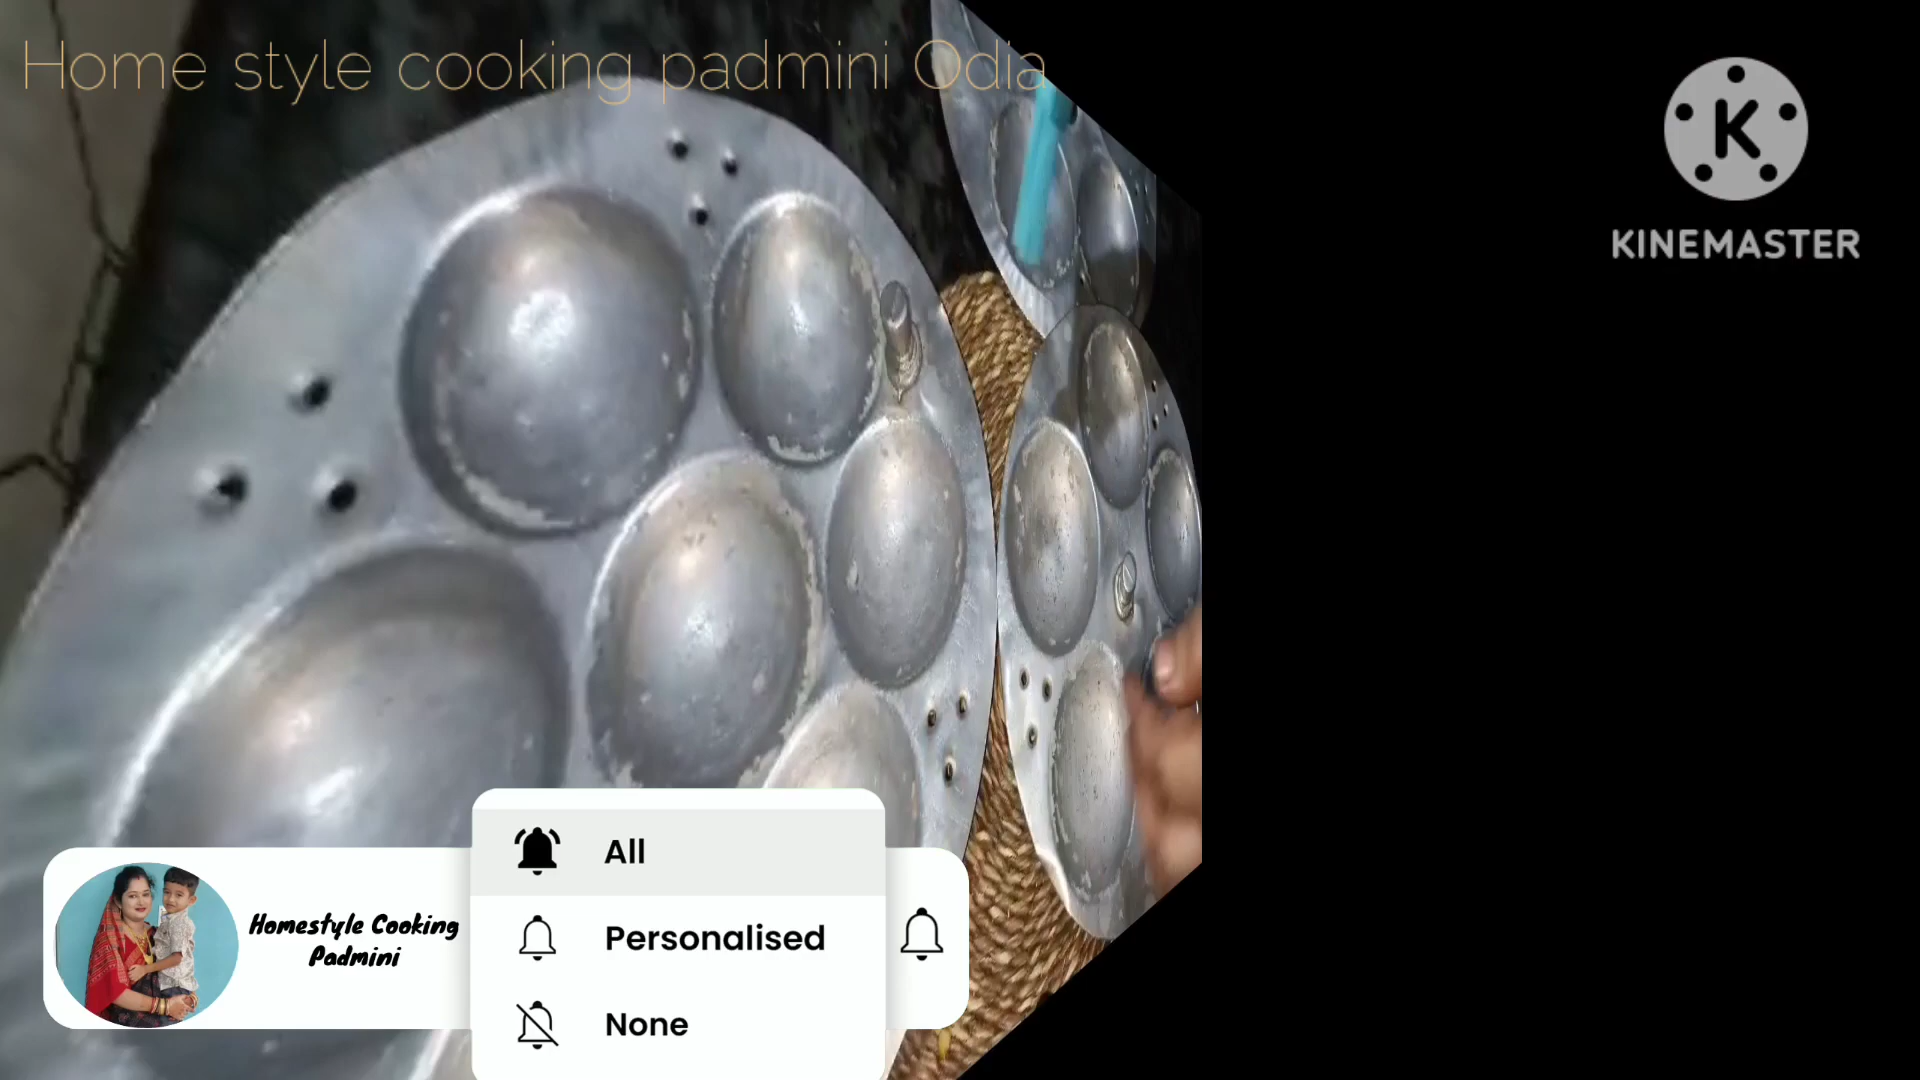 Home style cooking padmini Odia
K
KINEMASTER
All
Homestyle Cooking
Padmini
Personalised
None